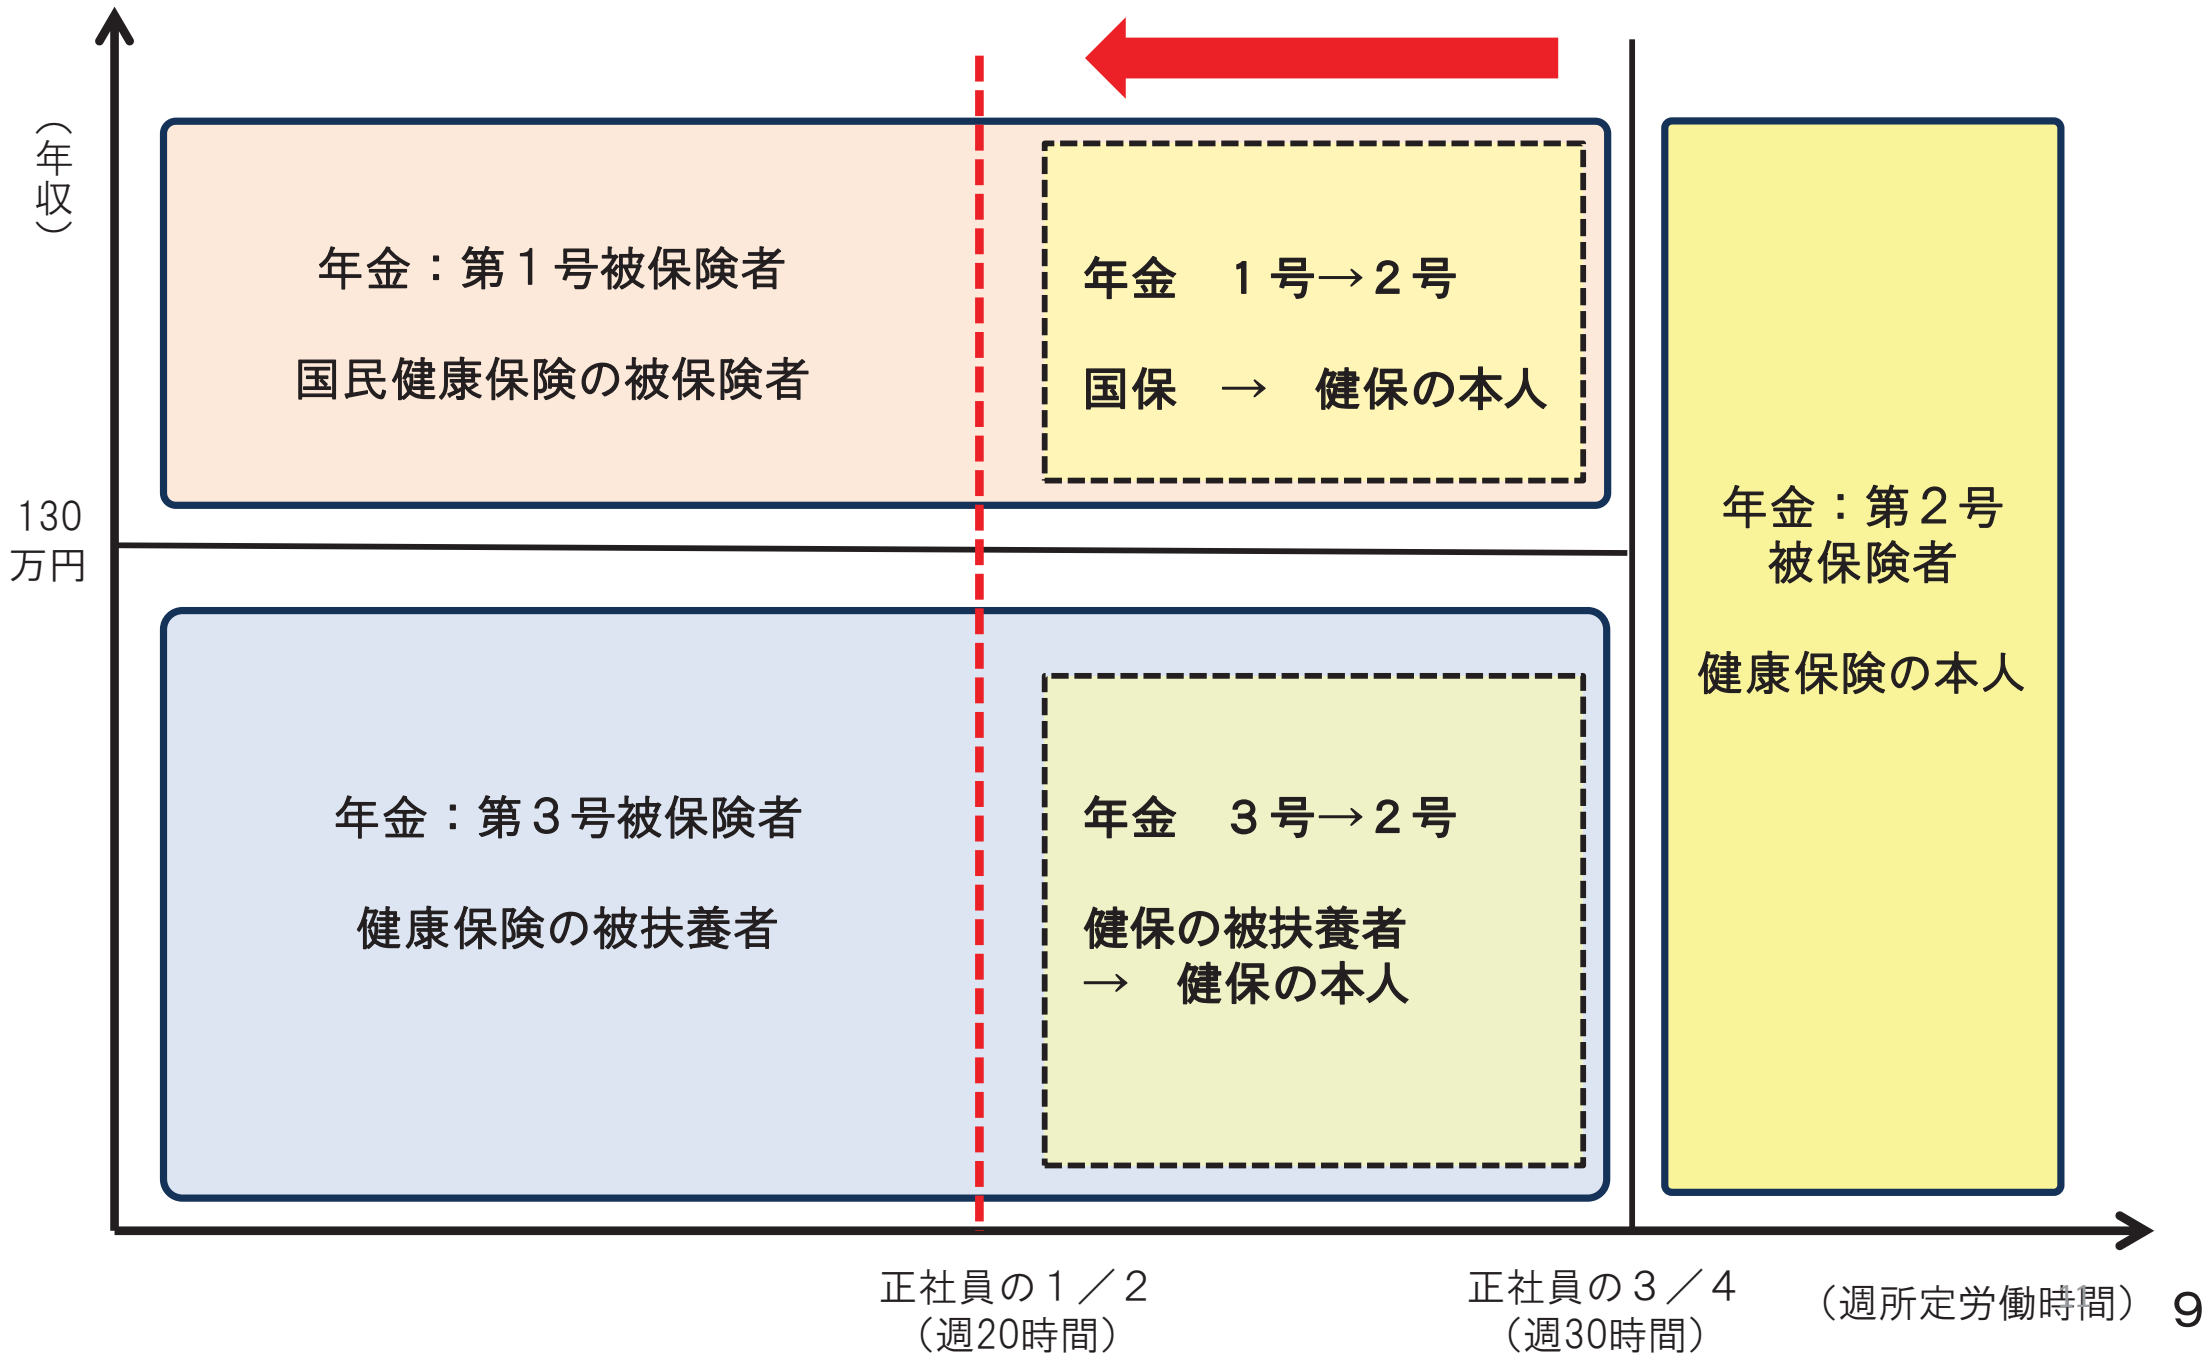 （年収）
年金：第１号被保険者
国民健康保険の被保険者
年金　１号→２号
国保　→　健保の本人
130
万円
年金：第２号
被保険者
健康保険の本人
年金：第３号被保険者
健康保険の被扶養者
年金　３号→２号
健保の被扶養者
→　健保の本人
正社員の１／２
（週20時間）
正社員の３／４
（週30時間）
（週所定労働時間）
11
9